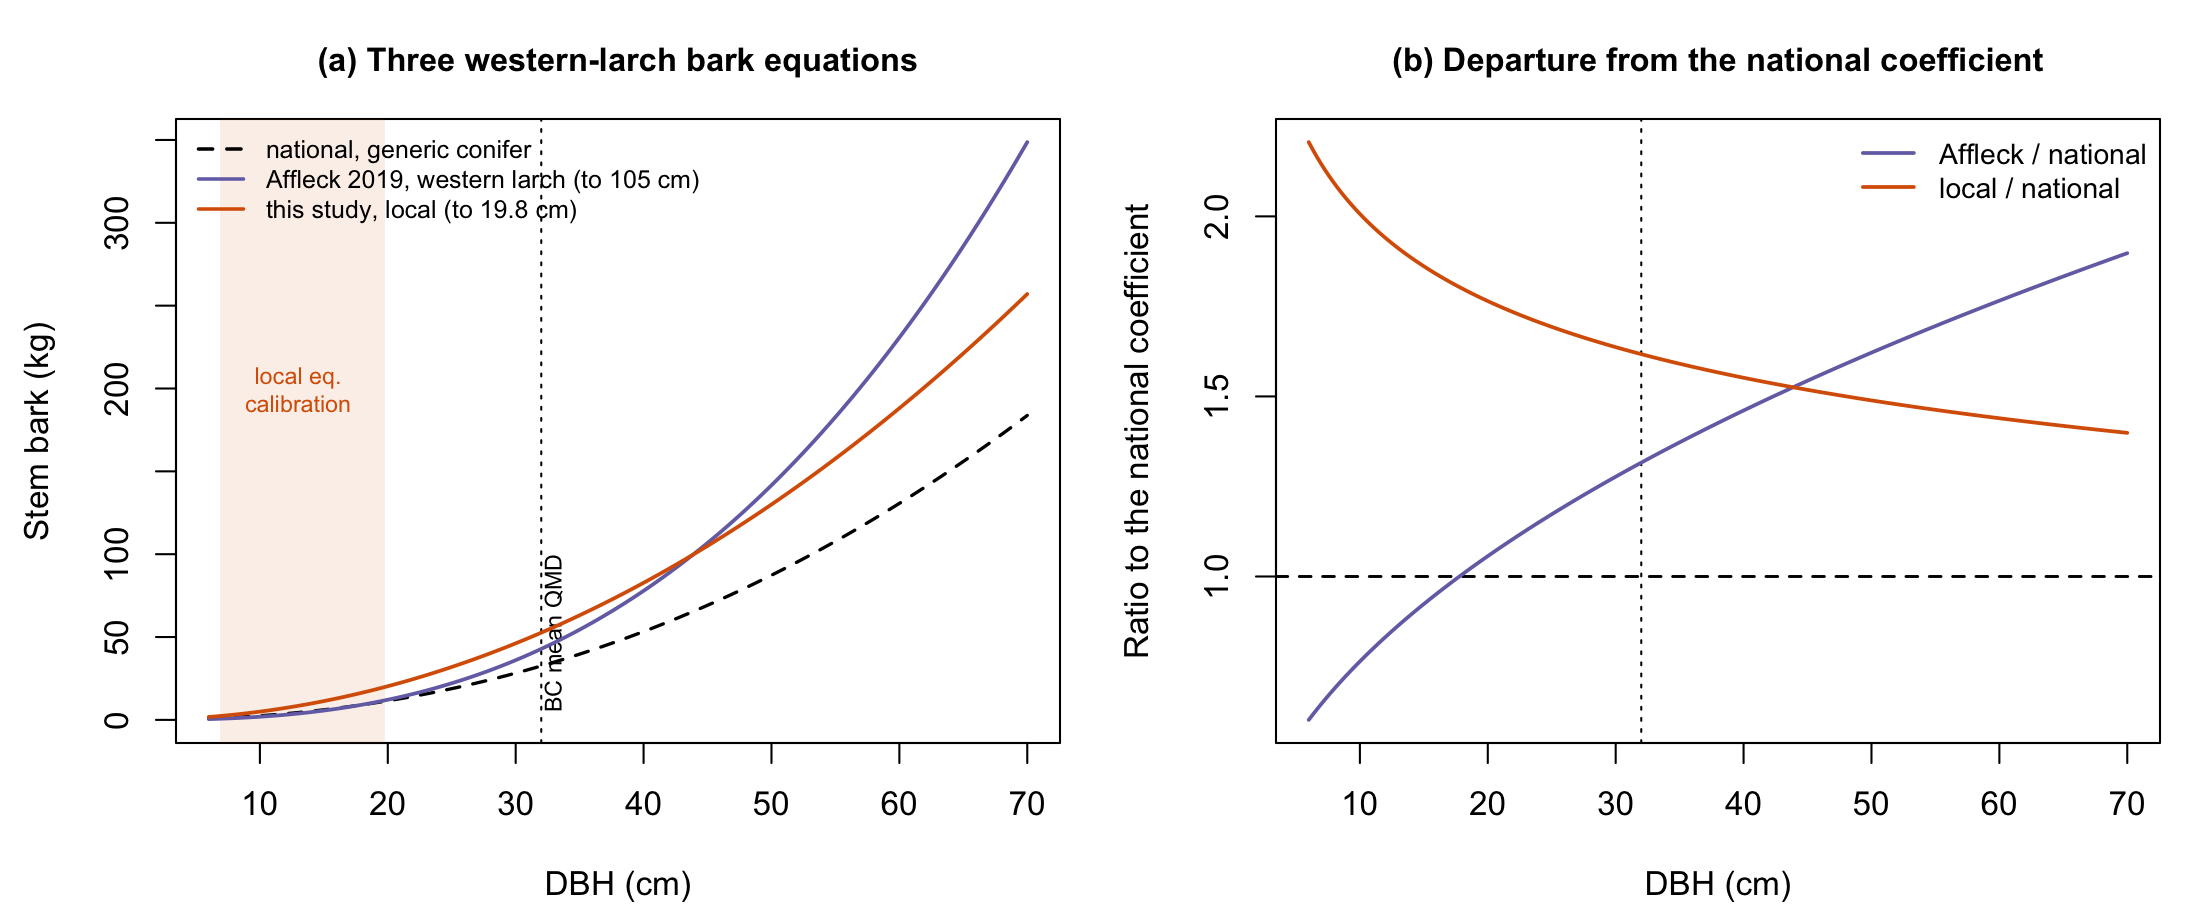 (a) Three western-larch bark equations
national, generic conifer
Affleck 2019, western larch (to 105 cm)
this study, local (to 19.8 cm)
local eq.
calibration
BC mean QMD
Stem bark (kg)
0
50
100
200
300
10 20 30 40 50 60 70
DBH (cm)
(b) Departure from the national coefficient
Affleck / national
local / national
Ratio to the national coefficient
1.0
1.5
2.0
10 20 30 40 50 60 70
DBH (cm)